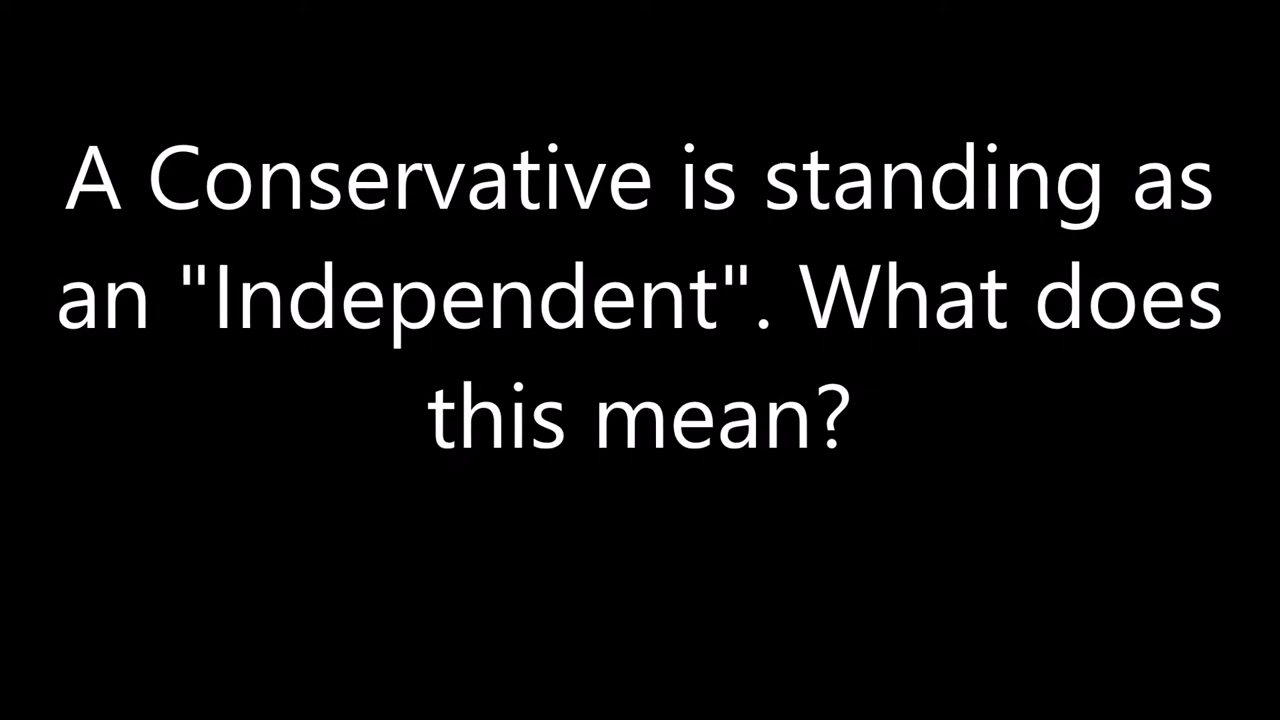 A Conservative is standing as
an "Independent". What does
this mean?